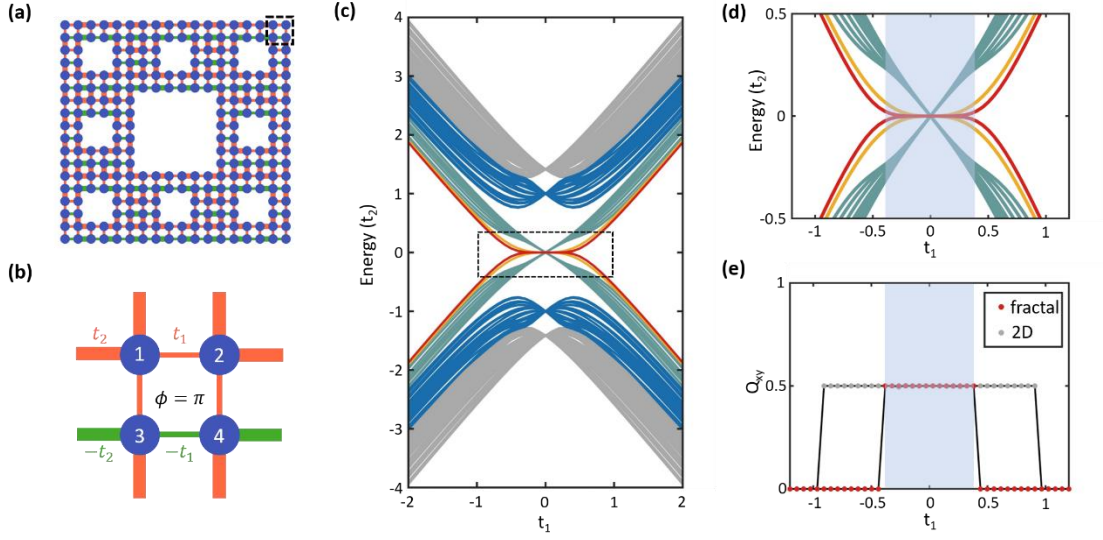 (a)
(b)
t₂
t₁
1
2
ϕ = π
3
4
−t₂
−t₁
(c)
Energy (t₂)
4
3
2
1
0
-1
-2
-3
-4
-2
-1
0
1
2
t₁
(d)
Energy (t₂)
0.5
0
-0.5
-1
-0.5
0
0.5
1
t₁
(e)
Qxy
1
0.5
0
fractal
2D
-1
-0.5
0
0.5
1
t₁